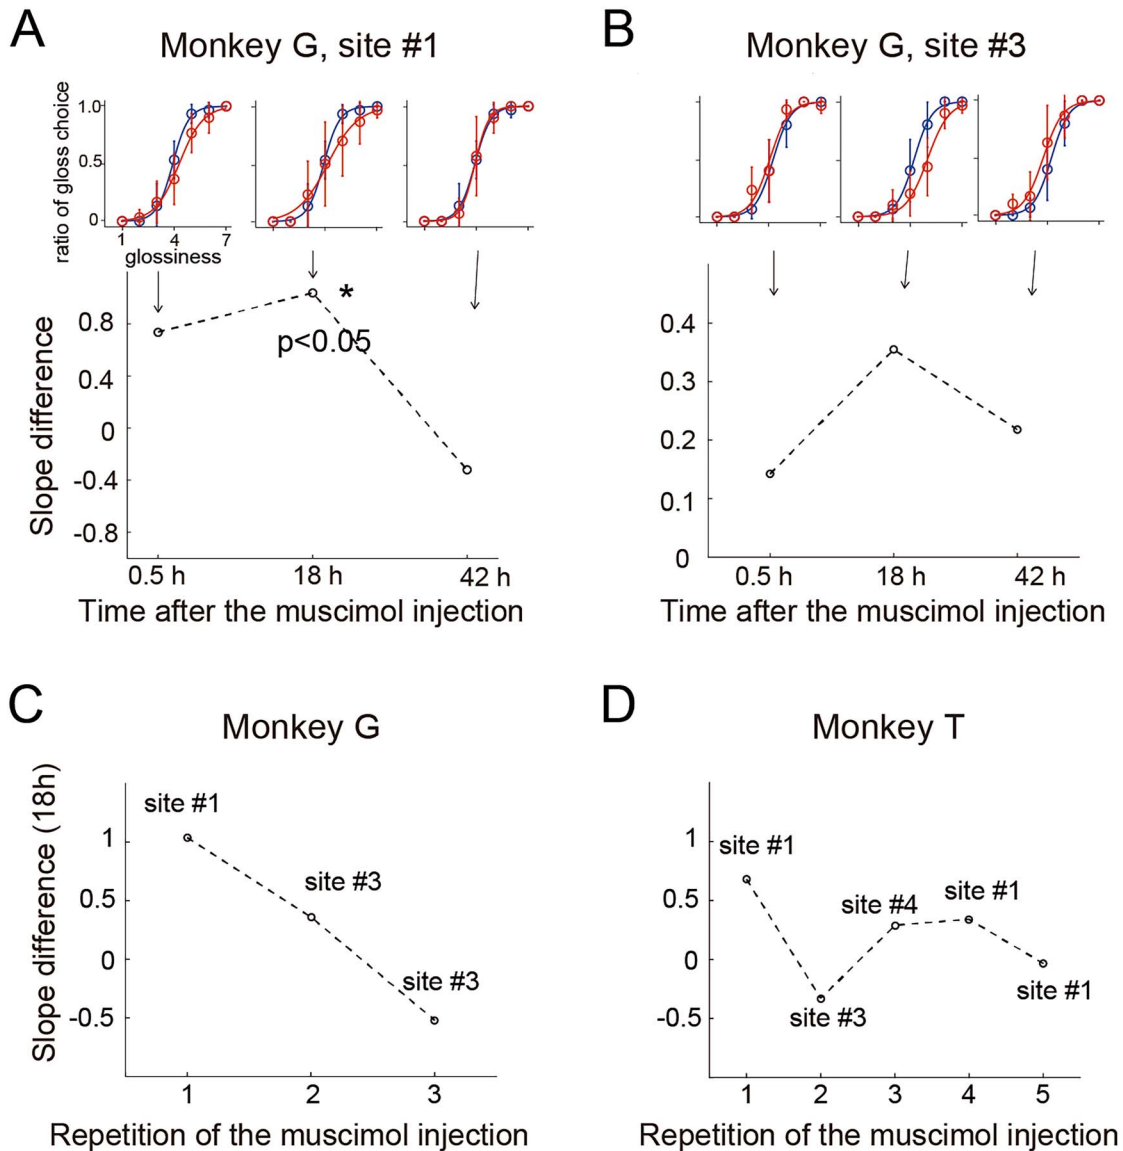 A
Monkey G, site #1
ratio of gloss choice
1.0
0.5
0
1 4 7
glossiness
Slope difference
0.8
0.4
0
-0.4
-0.8
*
p<0.05
0.5 h 18 h 42 h
Time after the muscimol injection
B
Monkey G, site #3
0.4
0.3
0.2
0.1
0
0.5 h 18 h 42 h
Time after the muscimol injection
C
Monkey G
Slope difference (18h)
1
0.5
0
-0.5
site #1
site #3
site #3
1 2 3
Repetition of the muscimol injection
D
Monkey T
1
0.5
0
-0.5
site #1
site #3
site #4
site #1
site #1
1 2 3 4 5
Repetition of the muscimol injection